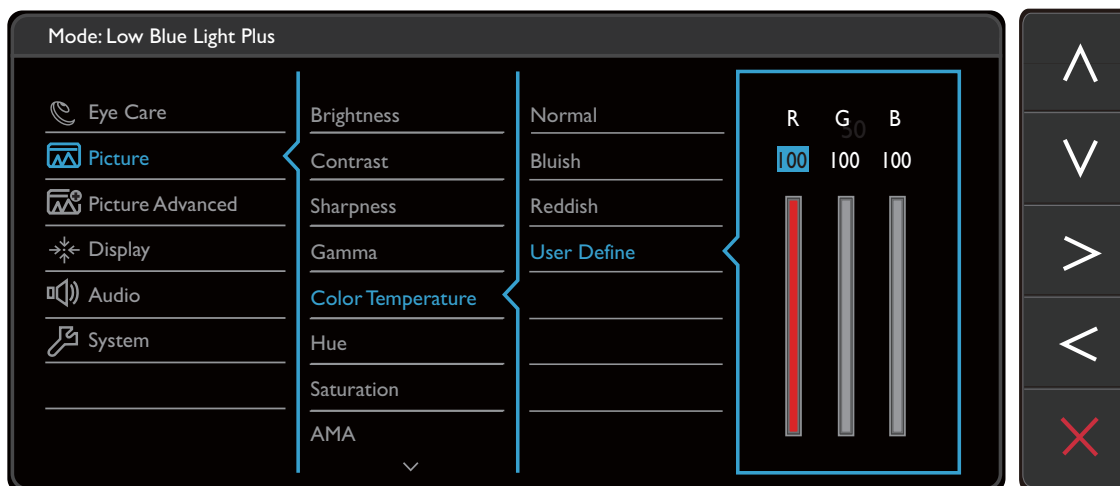 Mode: Low Blue Light Plus
Eye Care
Picture
Picture Advanced
Display
Audio
System
Brightness
Contrast
Sharpness
Gamma
Color Temperature
Hue
Saturation
AMA
Normal
Bluish
Reddish
User Define
R G B
50
100 100 100